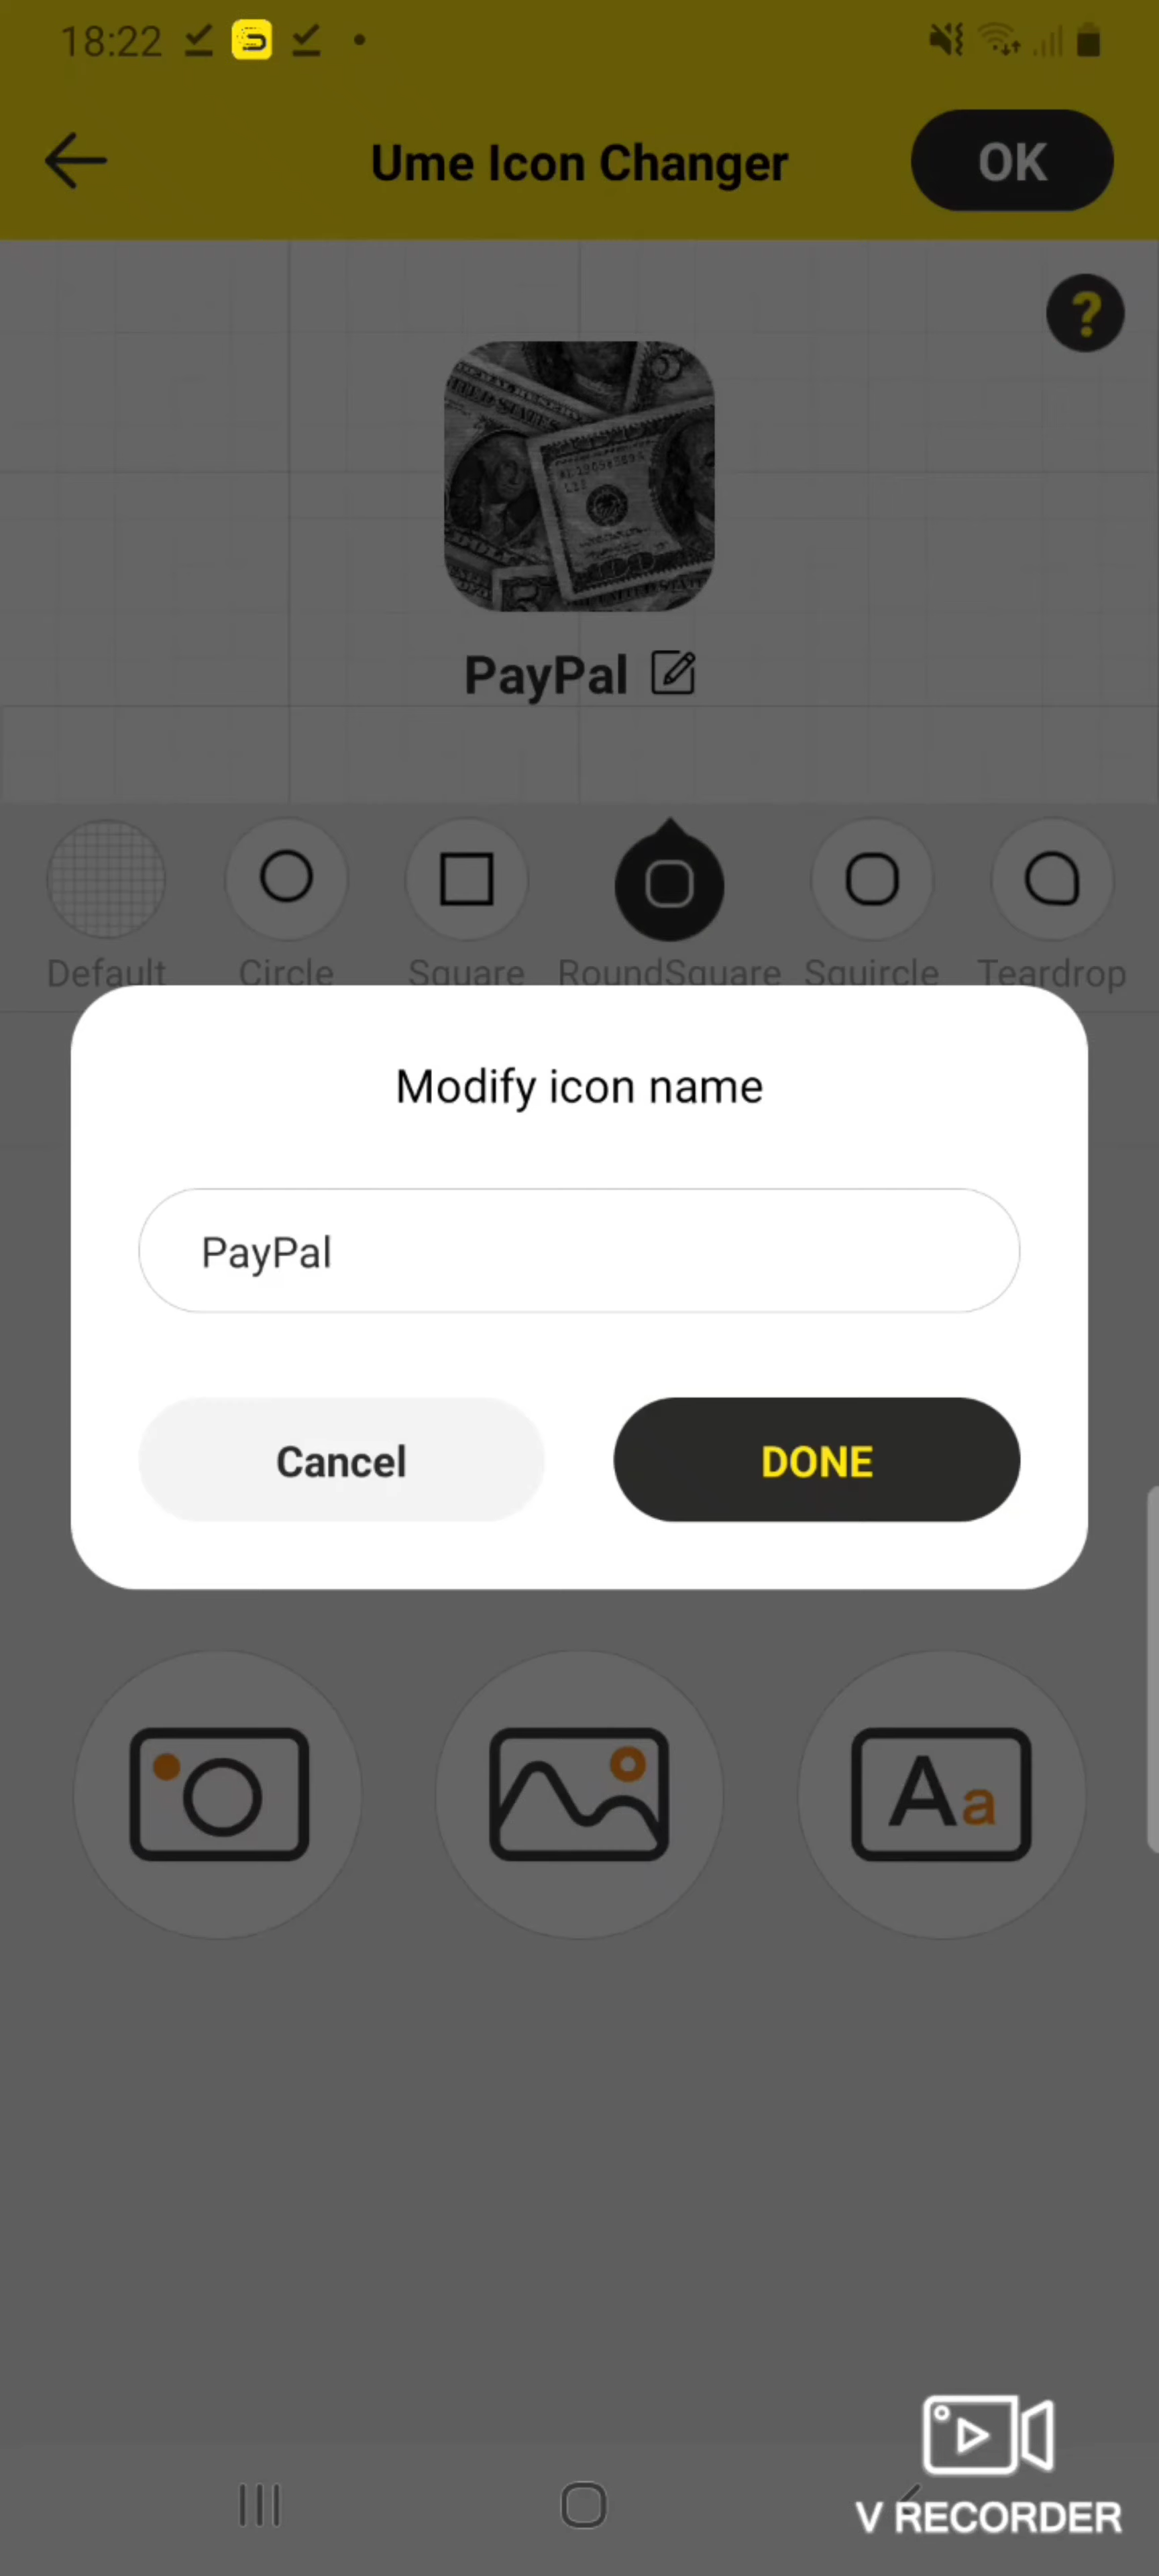 18:22
Ume Icon Changer
OK
?
PayPal
Default Circle Square RoundSquare Squircle Teardrop
Modify icon name
PayPal
Cancel DONE
Aa
V RECORDER